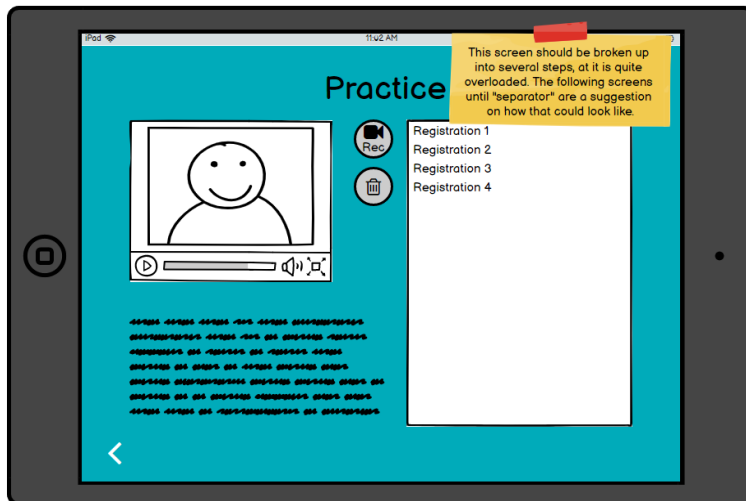 iPod
11:02 AM
This screen should be broken up
into several steps, at it is quite
overloaded. The following screens
until "separator" are a suggestion
on how that could look like.
Practice
Rec
Registration 1
Registration 2
Registration 3
Registration 4